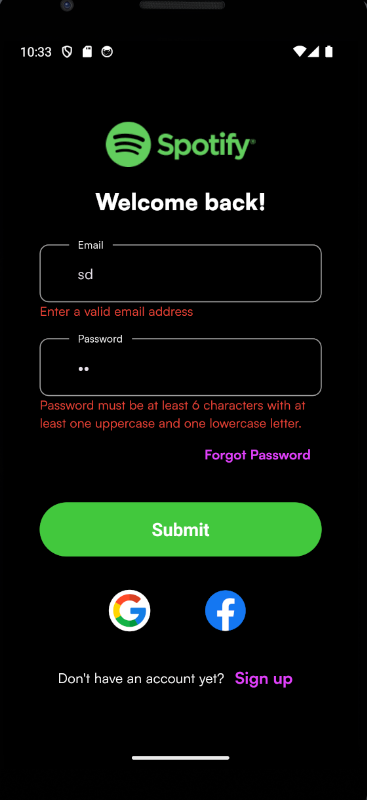 10:33
Spotify®
Welcome back!
Email
sd
Enter a valid email address
Password
••
Password must be at least 6 characters with at
least one uppercase and one lowercase letter.
Forgot Password
Submit
Don't have an account yet? Sign up